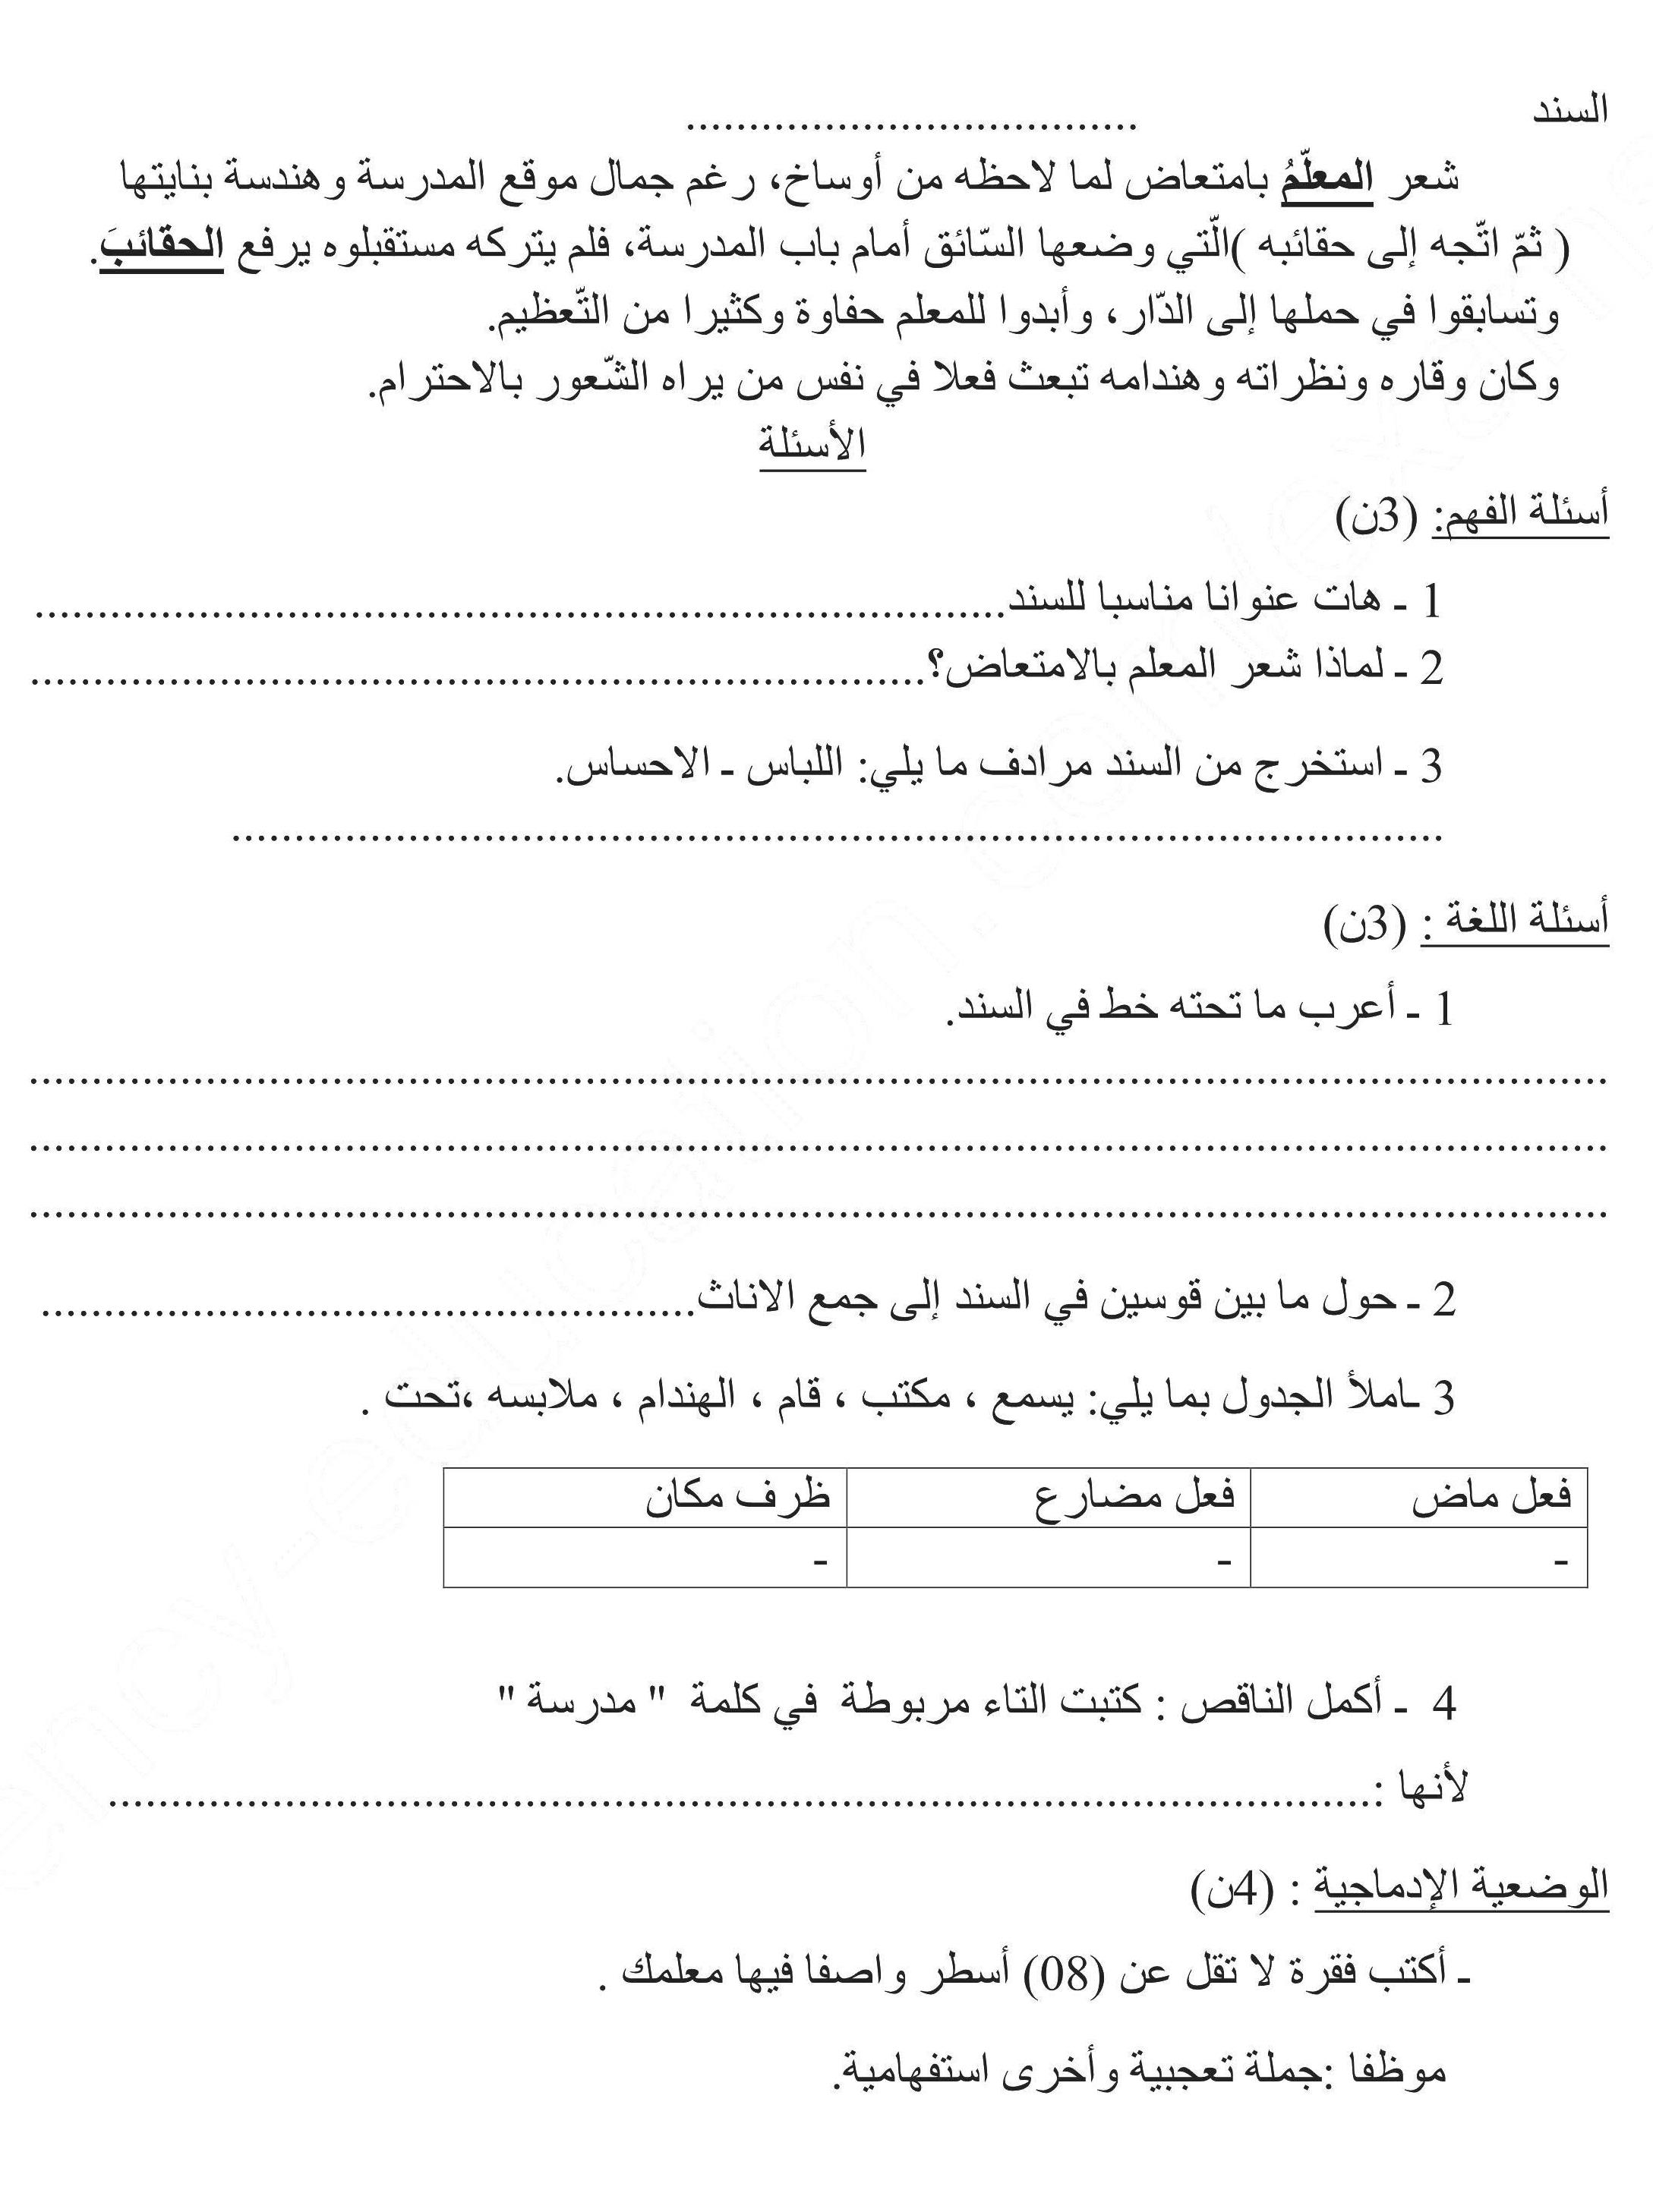 السند
....................................
شعر المعلّمُ بامتعاض لما لاحظه من أوساخ، رغم جمال موقع المدرسة وهندسة بنايتها
( ثمّ اتّجه إلى حقائبه )الّتي وضعها السّائق أمام باب المدرسة، فلم يتركه مستقبلوه يرفع الحقائبَ.
وتسابقوا في حملها إلى الدّار، وأبدوا للمعلم حفاوة وكثيرا من التّعظيم.
وكان وقاره ونظراته وهندامه تبعث فعلا في نفس من يراه الشّعور بالاحترام.
الأسئلة
أسئلة الفهم: (3ن)
1 ـ هات عنوانا مناسبا للسند..............................................................................
2 ـ لماذا شعر المعلم بالامتعاض؟........................................................................
3 ـ استخرج من السند مرادف ما يلي: اللباس ـ الاحساس.
.................................................................................................
أسئلة اللغة : (3ن)
1 ـ أعرب ما تحته خط في السند.
..............................................................................................................................
..............................................................................................................................
..............................................................................................................................
2 ـ حول ما بين قوسين في السند إلى جمع الاناث....................................................
3 ـاملأ الجدول بما يلي: يسمع ، مكتب ، قام ، الهندام ، ملابسه ،تحت .
فعل ماض فعل مضارع ظرف مكان
- - -
4 ـ أكمل الناقص : كتبت التاء مربوطة في كلمة " مدرسة "
لأنها :.....................................................................................................
الوضعية الإدماجية : (4ن)
ـ أكتب فقرة لا تقل عن (08) أسطر واصفا فيها معلمك .
موظفا :جملة تعجبية وأخرى استفهامية.
ency-education.com/exams